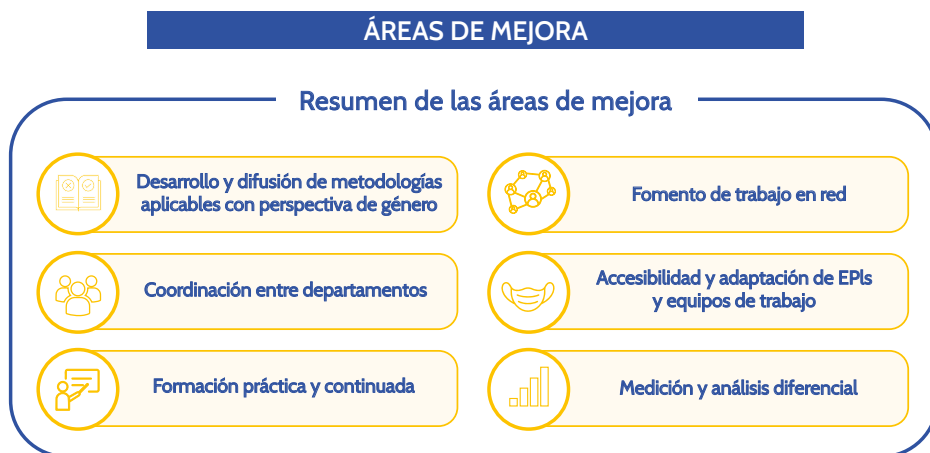 ÁREAS DE MEJORA
Resumen de las áreas de mejora
Desarrollo y difusión de metodologías
aplicables con perspectiva de género
Fomento de trabajo en red
Coordinación entre departamentos
Accesibilidad y adaptación de EPIs
y equipos de trabajo
Formación práctica y continuada
Medición y análisis diferencial